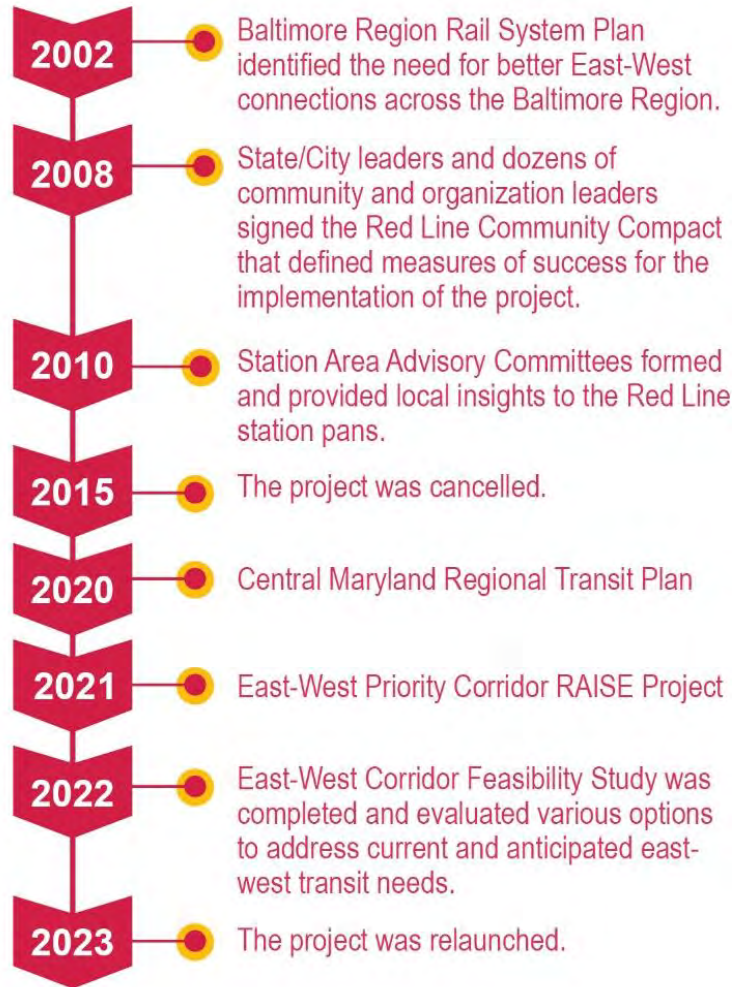 2002
Baltimore Region Rail System Plan
identified the need for better East-West
connections across the Baltimore Region.
2008
State/City leaders and dozens of
community and organization leaders
signed the Red Line Community Compact
that defined measures of success for the
implementation of the project.
2010
Station Area Advisory Committees formed
and provided local insights to the Red Line
station pans.
2015
The project was cancelled.
2020
Central Maryland Regional Transit Plan
2021
East-West Priority Corridor RAISE Project
2022
East-West Corridor Feasibility Study was
completed and evaluated various options
to address current and anticipated east-
west transit needs.
2023
The project was relaunched.